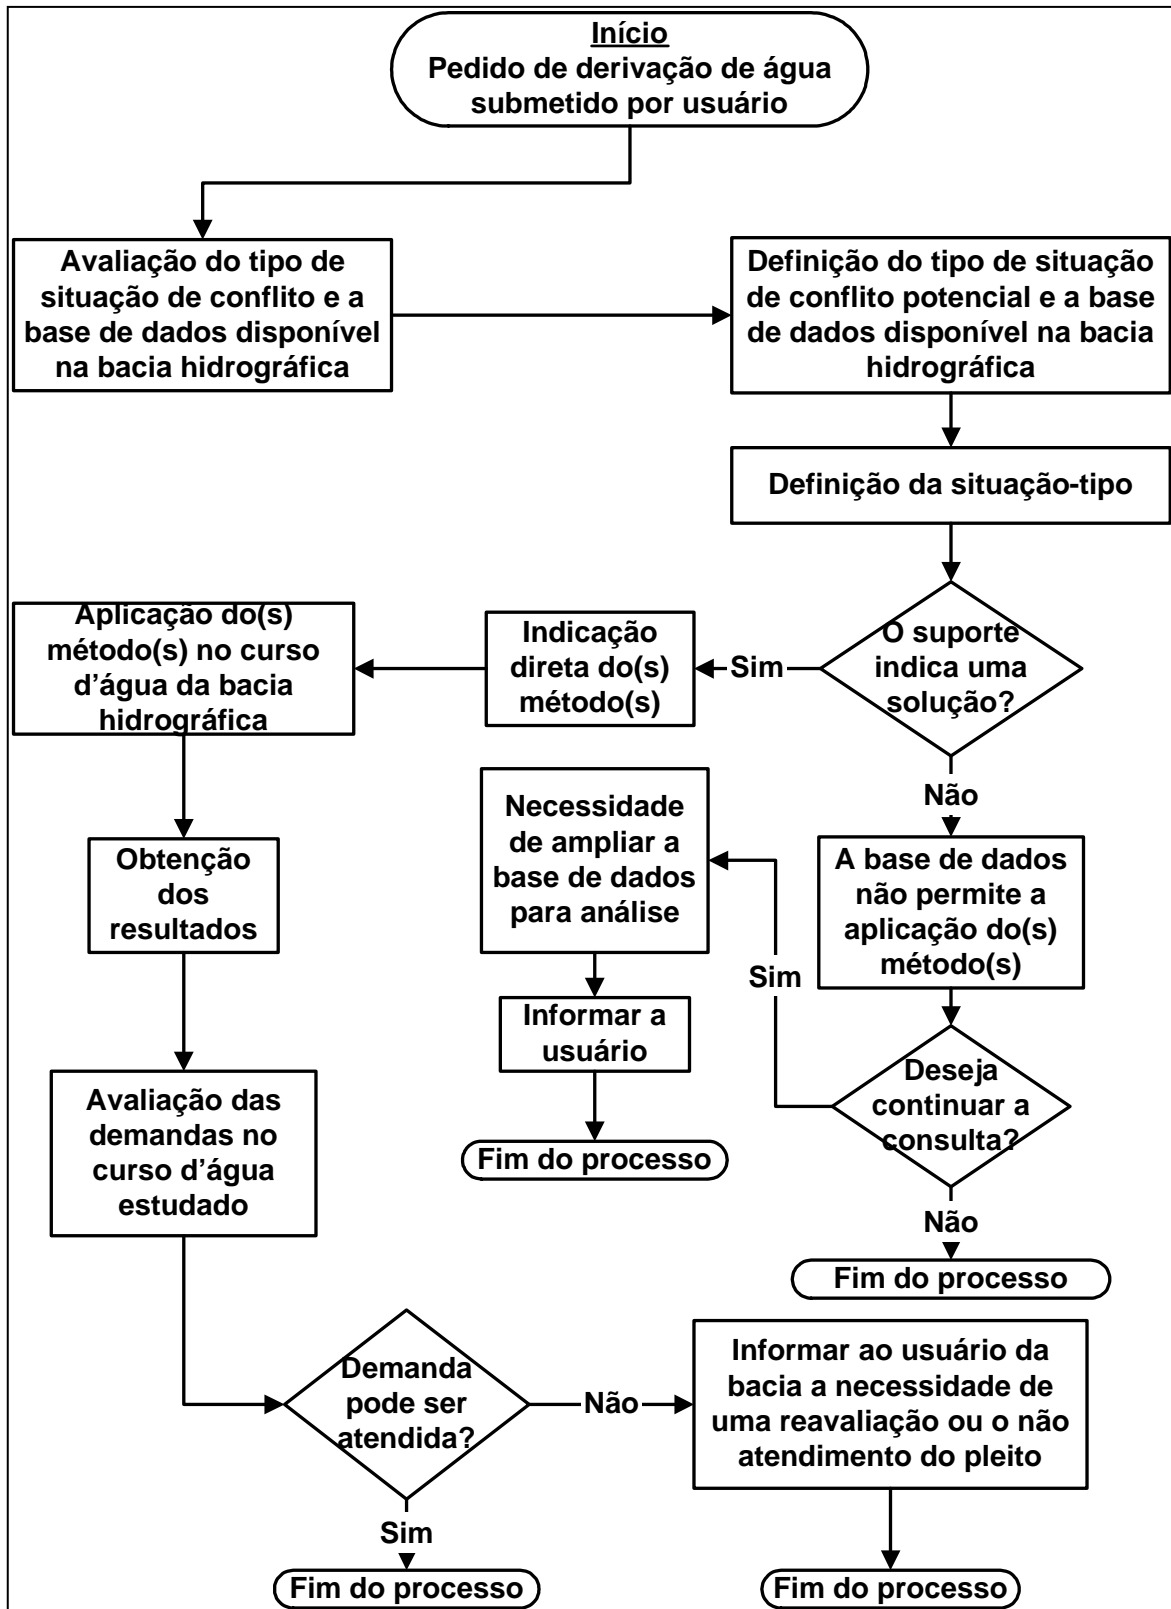 Início
Pedido de derivação de água
submetido por usuário
Avaliação do tipo de
situação de conflito e a
base de dados disponível
na bacia hidrográfica
Definição do tipo de situação
de conflito potencial e a base
de dados disponível na bacia
hidrográfica
Definição da situação-tipo
O suporte
indica uma
solução?
Sim
Indicação
direta do(s)
método(s)
Aplicação do(s)
método(s) no curso
d’água da bacia
hidrográfica
Não
A base de dados
não permite a
aplicação do(s)
método(s)
Deseja
continuar a
consulta?
Sim
Necessidade
de ampliar a
base de dados
para análise
Informar a
usuário
Fim do processo
Não
Fim do processo
Obtenção
dos
resultados
Avaliação das
demandas no
curso d’água
estudado
Demanda
pode ser
atendida?
Não
Informar ao usuário da
bacia a necessidade de
uma reavaliação ou o não
atendimento do pleito
Sim
Fim do processo
Fim do processo